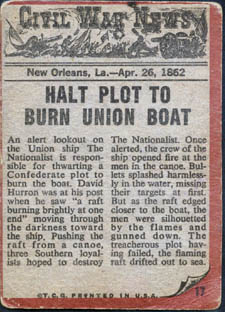 CIVIL WAR NEWS
New Orleans, La.—Apr. 26, 1862
HALT PLOT TO
BURN UNION BOAT
An alert lookout on
the Union ship The
Nationalist is respon-
sible for thwarting a
Confederate plot to
burn the boat. David
Hurron was at his post
when he saw "a raft
burning brightly at one
end" moving through
the darkness toward
the ship. Pushing the
raft from a canoe,
three Southern loyal-
ists hoped to destroy
The Nationalist. Once
alerted, the crew of the
ship opened fire at the
men in the canoe. Bul-
lets splashed harmless-
ly in the water, missing
their targets at first.
But as the raft edged
closer to the boat, the
men were silhouetted
by the flames and
gunned down. The
treacherous plot hav-
ing failed, the flaming
raft drifted out to sea.
17
©T.C.G. PRINTED IN U.S.A.